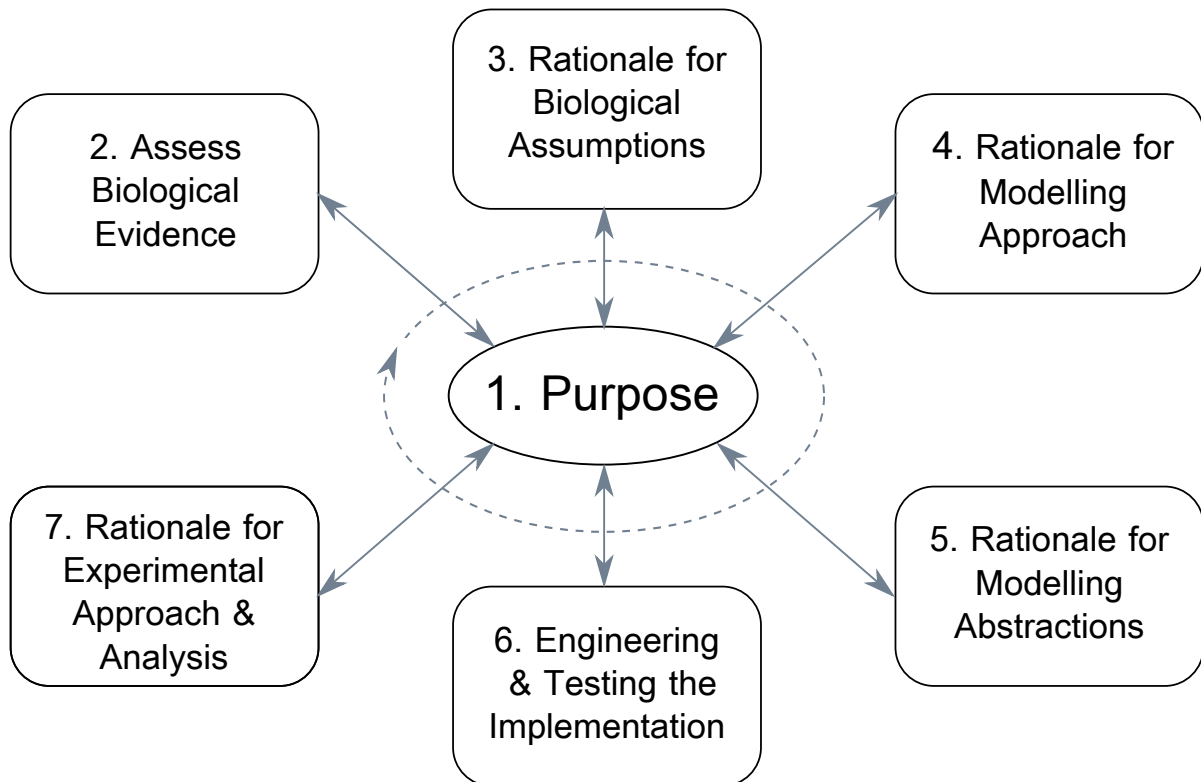 1. Purpose
2. Assess
Biological
Evidence
3. Rationale for
Biological
Assumptions
4. Rationale for
Modelling
Approach
5. Rationale for
Modelling
Abstractions
6. Engineering
& Testing the
Implementation
7. Rationale for
Experimental
Approach &
Analysis